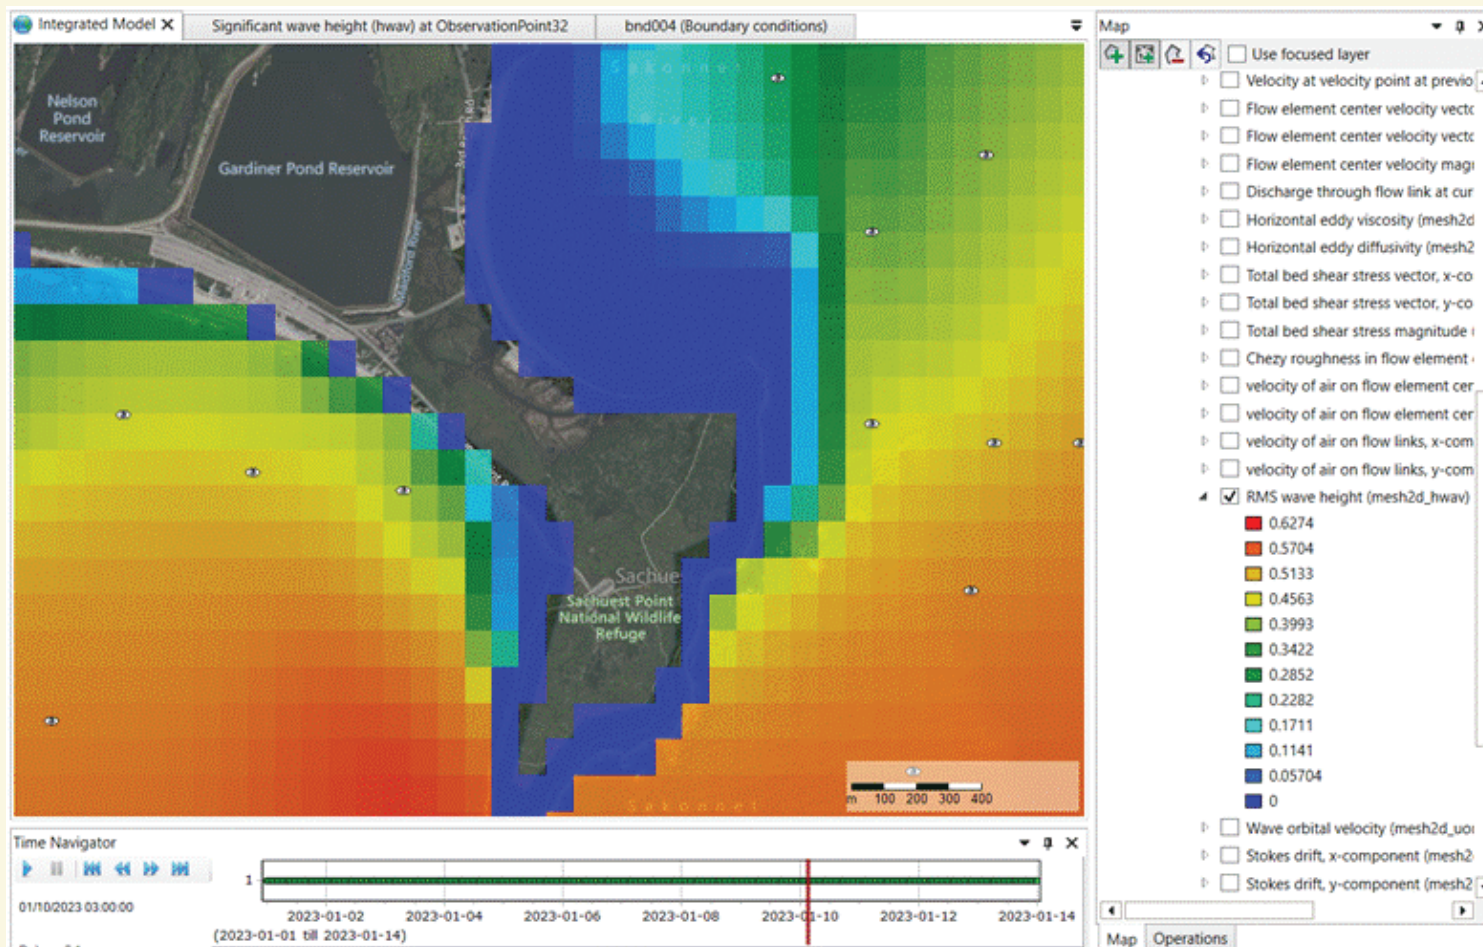 Integrated Model
Significant wave height (hwav) at ObservationPoint32
bnd004 (Boundary conditions)
Nelson
Pond
Reservoir
Gardiner Pond Reservoir
Sakonnet
River
Sachue
Sachuest Point
National Wildlife
Refuge
Sakonnet
m 100 200 300 400
Map
Use focused layer
Velocity at velocity point at previo
Flow element center velocity vecto
Flow element center velocity vecto
Flow element center velocity magn
Discharge through flow link at cur
Horizontal eddy viscosity (mesh2d
Horizontal eddy diffusivity (mesh2
Total bed shear stress vector, x-co
Total bed shear stress vector, y-co
Total bed shear stress magnitude
Chezy roughness in flow element
velocity of air on flow element cen
velocity of air on flow element cen
velocity of air on flow links, x-com
velocity of air on flow links, y-com
RMS wave height (mesh2d_hwav)
0.6274
0.5704
0.5133
0.4563
0.3993
0.3422
0.2852
0.2282
0.1711
0.1141
0.05704
0
Wave orbital velocity (mesh2d_uor
Stokes drift, x-component (mesh2
Stokes drift, y-component (mesh2
Map Operations
Time Navigator
1
01/10/2023 03:00:00
2023-01-02 2023-01-04 2023-01-06 2023-01-08 2023-01-10 2023-01-12 2023-01-14
(2023-01-01 till 2023-01-14)